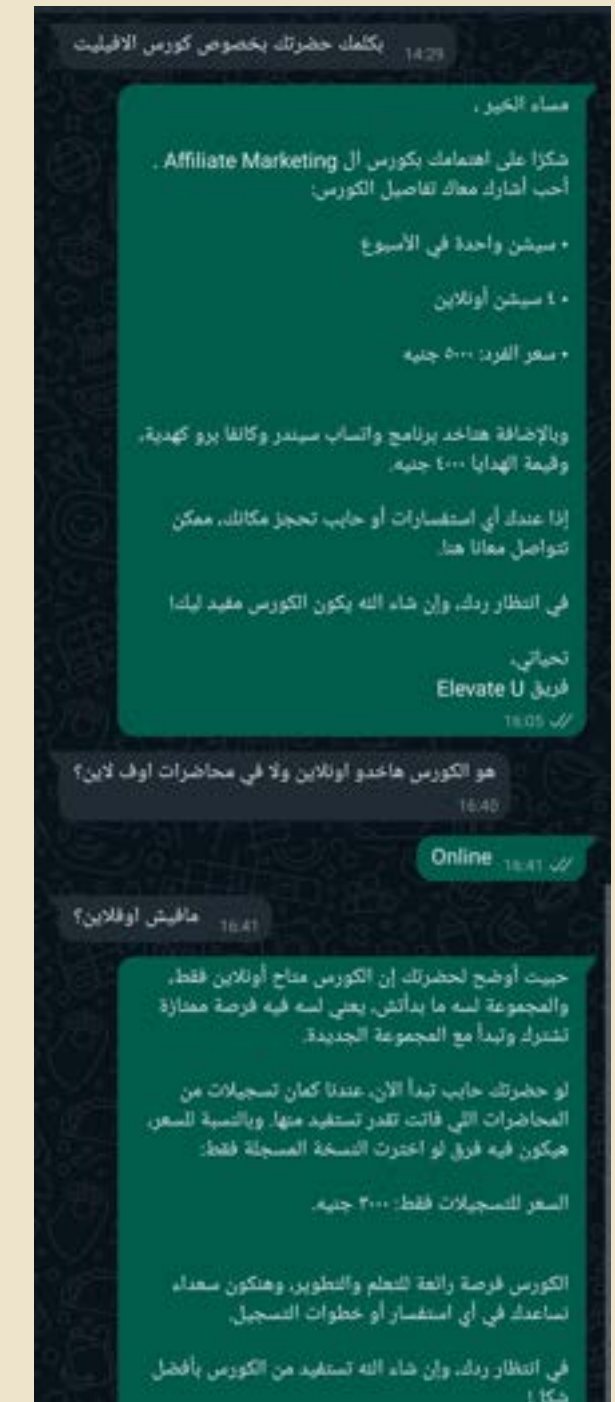 بكلمك حضرتك بخصوص كورس الافيليت
14:29
مساء الخير ،
شكرًا على اهتمامك بكورس ال Affiliate Marketing .
أحب أشارك معاك تفاصيل الكورس:
• سيشن واحدة في الأسبوع
• ٤ سيشن أونلاين
• سعر الفرد: ٥٠٠٠ جنيه
وبالإضافة هتاخد برنامج واتساب سيندر وكانفا برو كهدية،
وقيمة الهدايا ٤٠٠٠ جنيه.
إذا عندك أي استفسارات أو حابب تحجز مكانك، ممكن
تتواصل معانا هنا.
في انتظار ردك، وإن شاء الله يكون الكورس مفيد ليك!
تحياتي،
فريق Elevate U
16:05
هو الكورس هاخدو اونلاين ولا في محاضرات اوف لاين؟
16:40
Online 16:41
مافيش اوفلاين؟ 16:41
حبيت أوضح لحضرتك إن الكورس متاح أونلاين فقط،
والمجموعة لسه ما بدأتش، يعني لسه فيه فرصة ممتازة
تشترك وتبدأ مع المجموعة الجديدة.
لو حضرتك حابب تبدأ الآن، عندنا كمان تسجيلات من
المحاضرات اللي فاتت تقدر تستفيد منها. وبالنسبة للسعر،
هيكون فيه فرق لو اخترت النسخة المسجلة فقط:
السعر للتسجيلات فقط: ٣٠٠٠ جنيه.
الكورس فرصة رائعة للتعلم والتطوير، وهنكون سعداء
نساعدك في أي استفسار أو خطوات التسجيل.
في انتظار ردك، وإن شاء الله تستفيد من الكورس بأفضل
شكل!